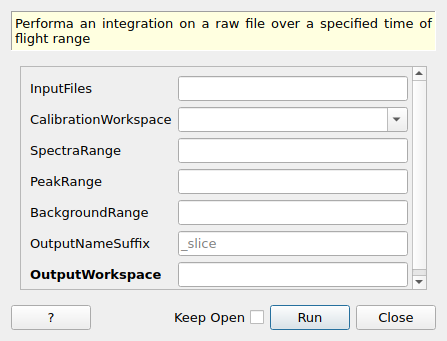 Performa an integration on a raw file over a specified time of
flight range
InputFiles
CalibrationWorkspace
SpectraRange
PeakRange
BackgroundRange
OutputNameSuffix _slice
OutputWorkspace
? Keep Open Run Close